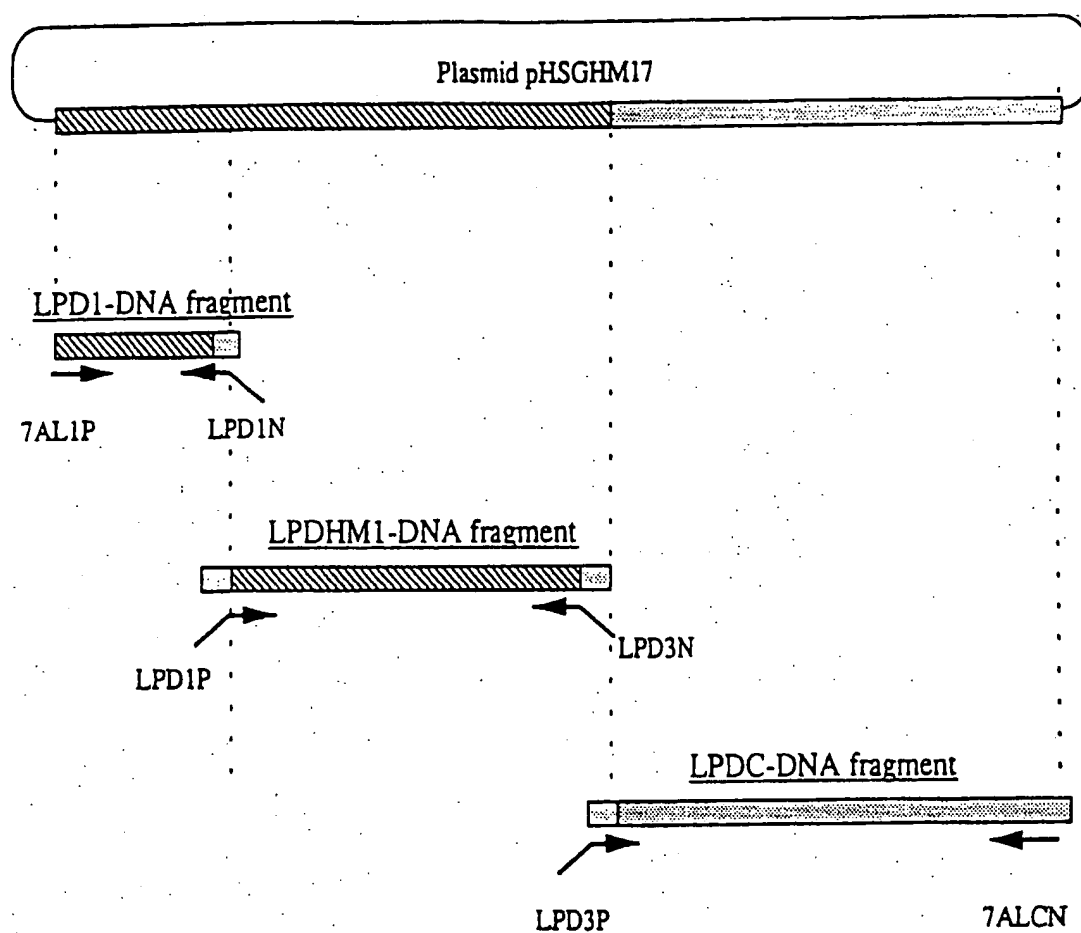 Plasmid pHSGHM17
LPD1-DNA fragment
7AL1P
LPD1N
LPDHM1-DNA fragment
LPD1P
LPD3N
LPDC-DNA fragment
LPD3P
7ALCN